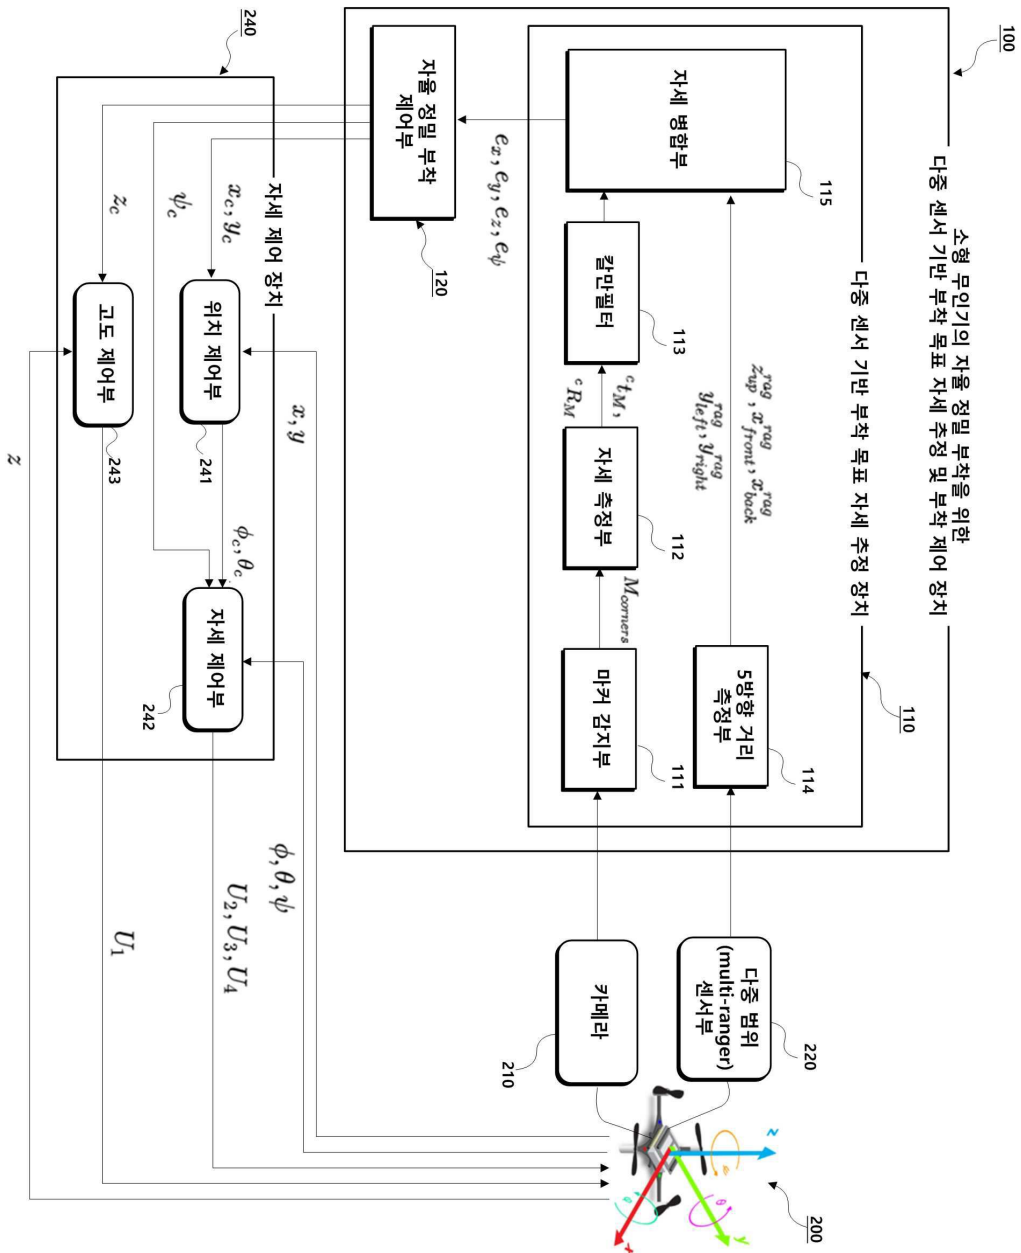 100
소형 무인기의 자율 정밀 부착을 위한
다중 센서 기반 부착 목표 자세 추정 및 부착 제어 장치
다중 센서 기반 부착 목표 자세 추정 장치
110
자세 병합부
115
칼만필터
113
자세 측정부
112
마커 감지부
111
5방향 거리
측정부
114
z_{up}^{rag}, x_{front}^{rag}, x_{back}^{rag}
y_{left}^{rag}, y_{right}^{rag}
^{c}t_{M},
^{c}R_{M}
M_{corners}
다중 범위
(multi-ranger)
센서부
220
카메라
210
200
z
y
x
θ
e_x, e_y, e_z, e_ψ
자율 정밀 부착
제어부
120
240
자세 제어 장치
x_c, y_c
ψ_c
z_c
위치 제어부
241
고도 제어부
243
자세 제어부
242
ϕ_c, θ_c
x, y
z
ϕ, θ, ψ
U_2, U_3, U_4
U_1